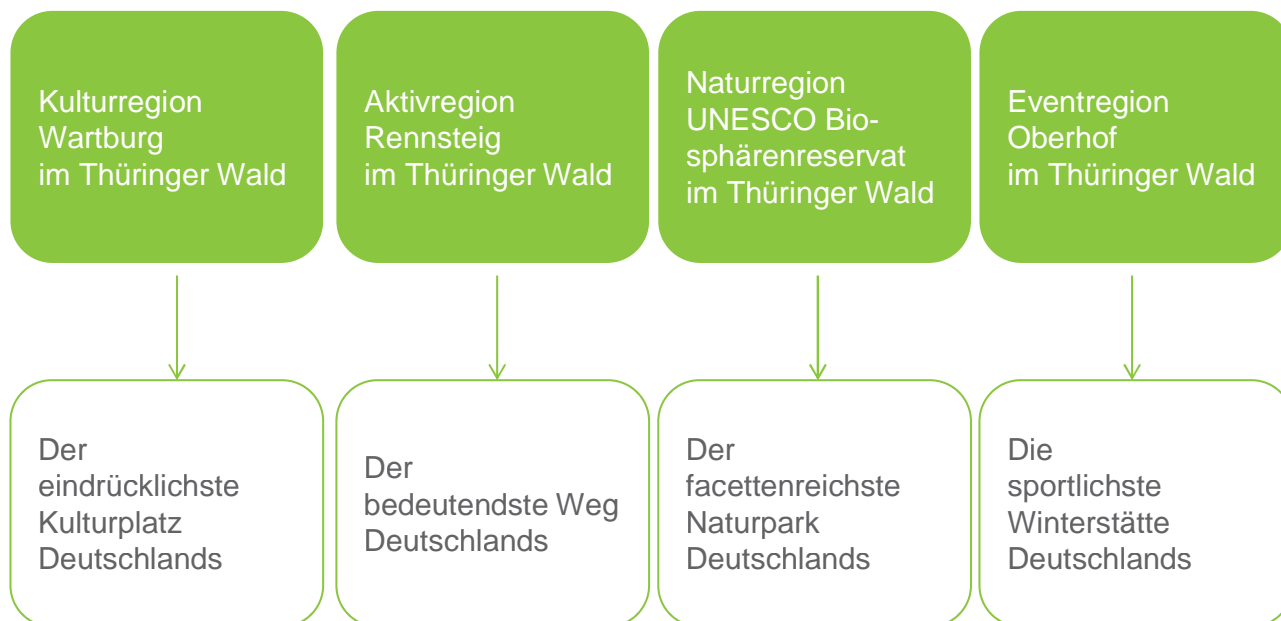 Kulturregion
Wartburg
im Thüringer Wald
Aktivregion
Rennsteig
im Thüringer Wald
Naturregion
UNESCO Bio-
sphärenreservat
im Thüringer Wald
Eventregion
Oberhof
im Thüringer Wald
Der
eindrücklichste
Kulturplatz
Deutschlands
Der
bedeutendste Weg
Deutschlands
Der
facettenreichste
Naturpark
Deutschlands
Die
sportlichste
Winterstätte
Deutschlands